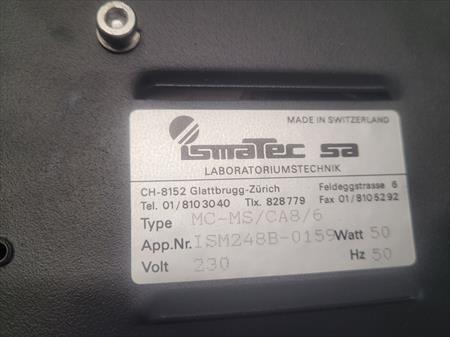 MADE IN SWITZERLAND
ismatec sa
LABORATORIUMSTECHNIK
CH-8152 Glattbrugg-Zürich Feldeggstrasse 6
Tel. 01/8103040 Tlx. 828779 Fax 01/8105292
Type MC-MS/CA8/6
App.Nr. ISM248B-0159 Watt 50
Volt 230 Hz 50